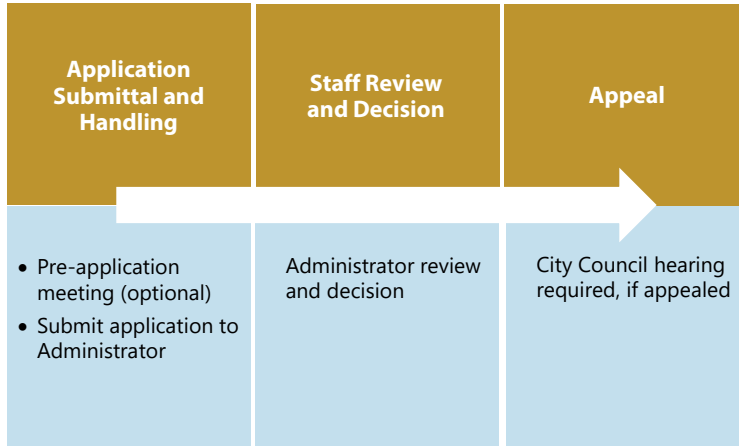 Application
Submittal and
Handling
Staff Review
and Decision
Appeal
• Pre-application
meeting (optional)
• Submit application to
Administrator
Administrator review
and decision
City Council hearing
required, if appealed